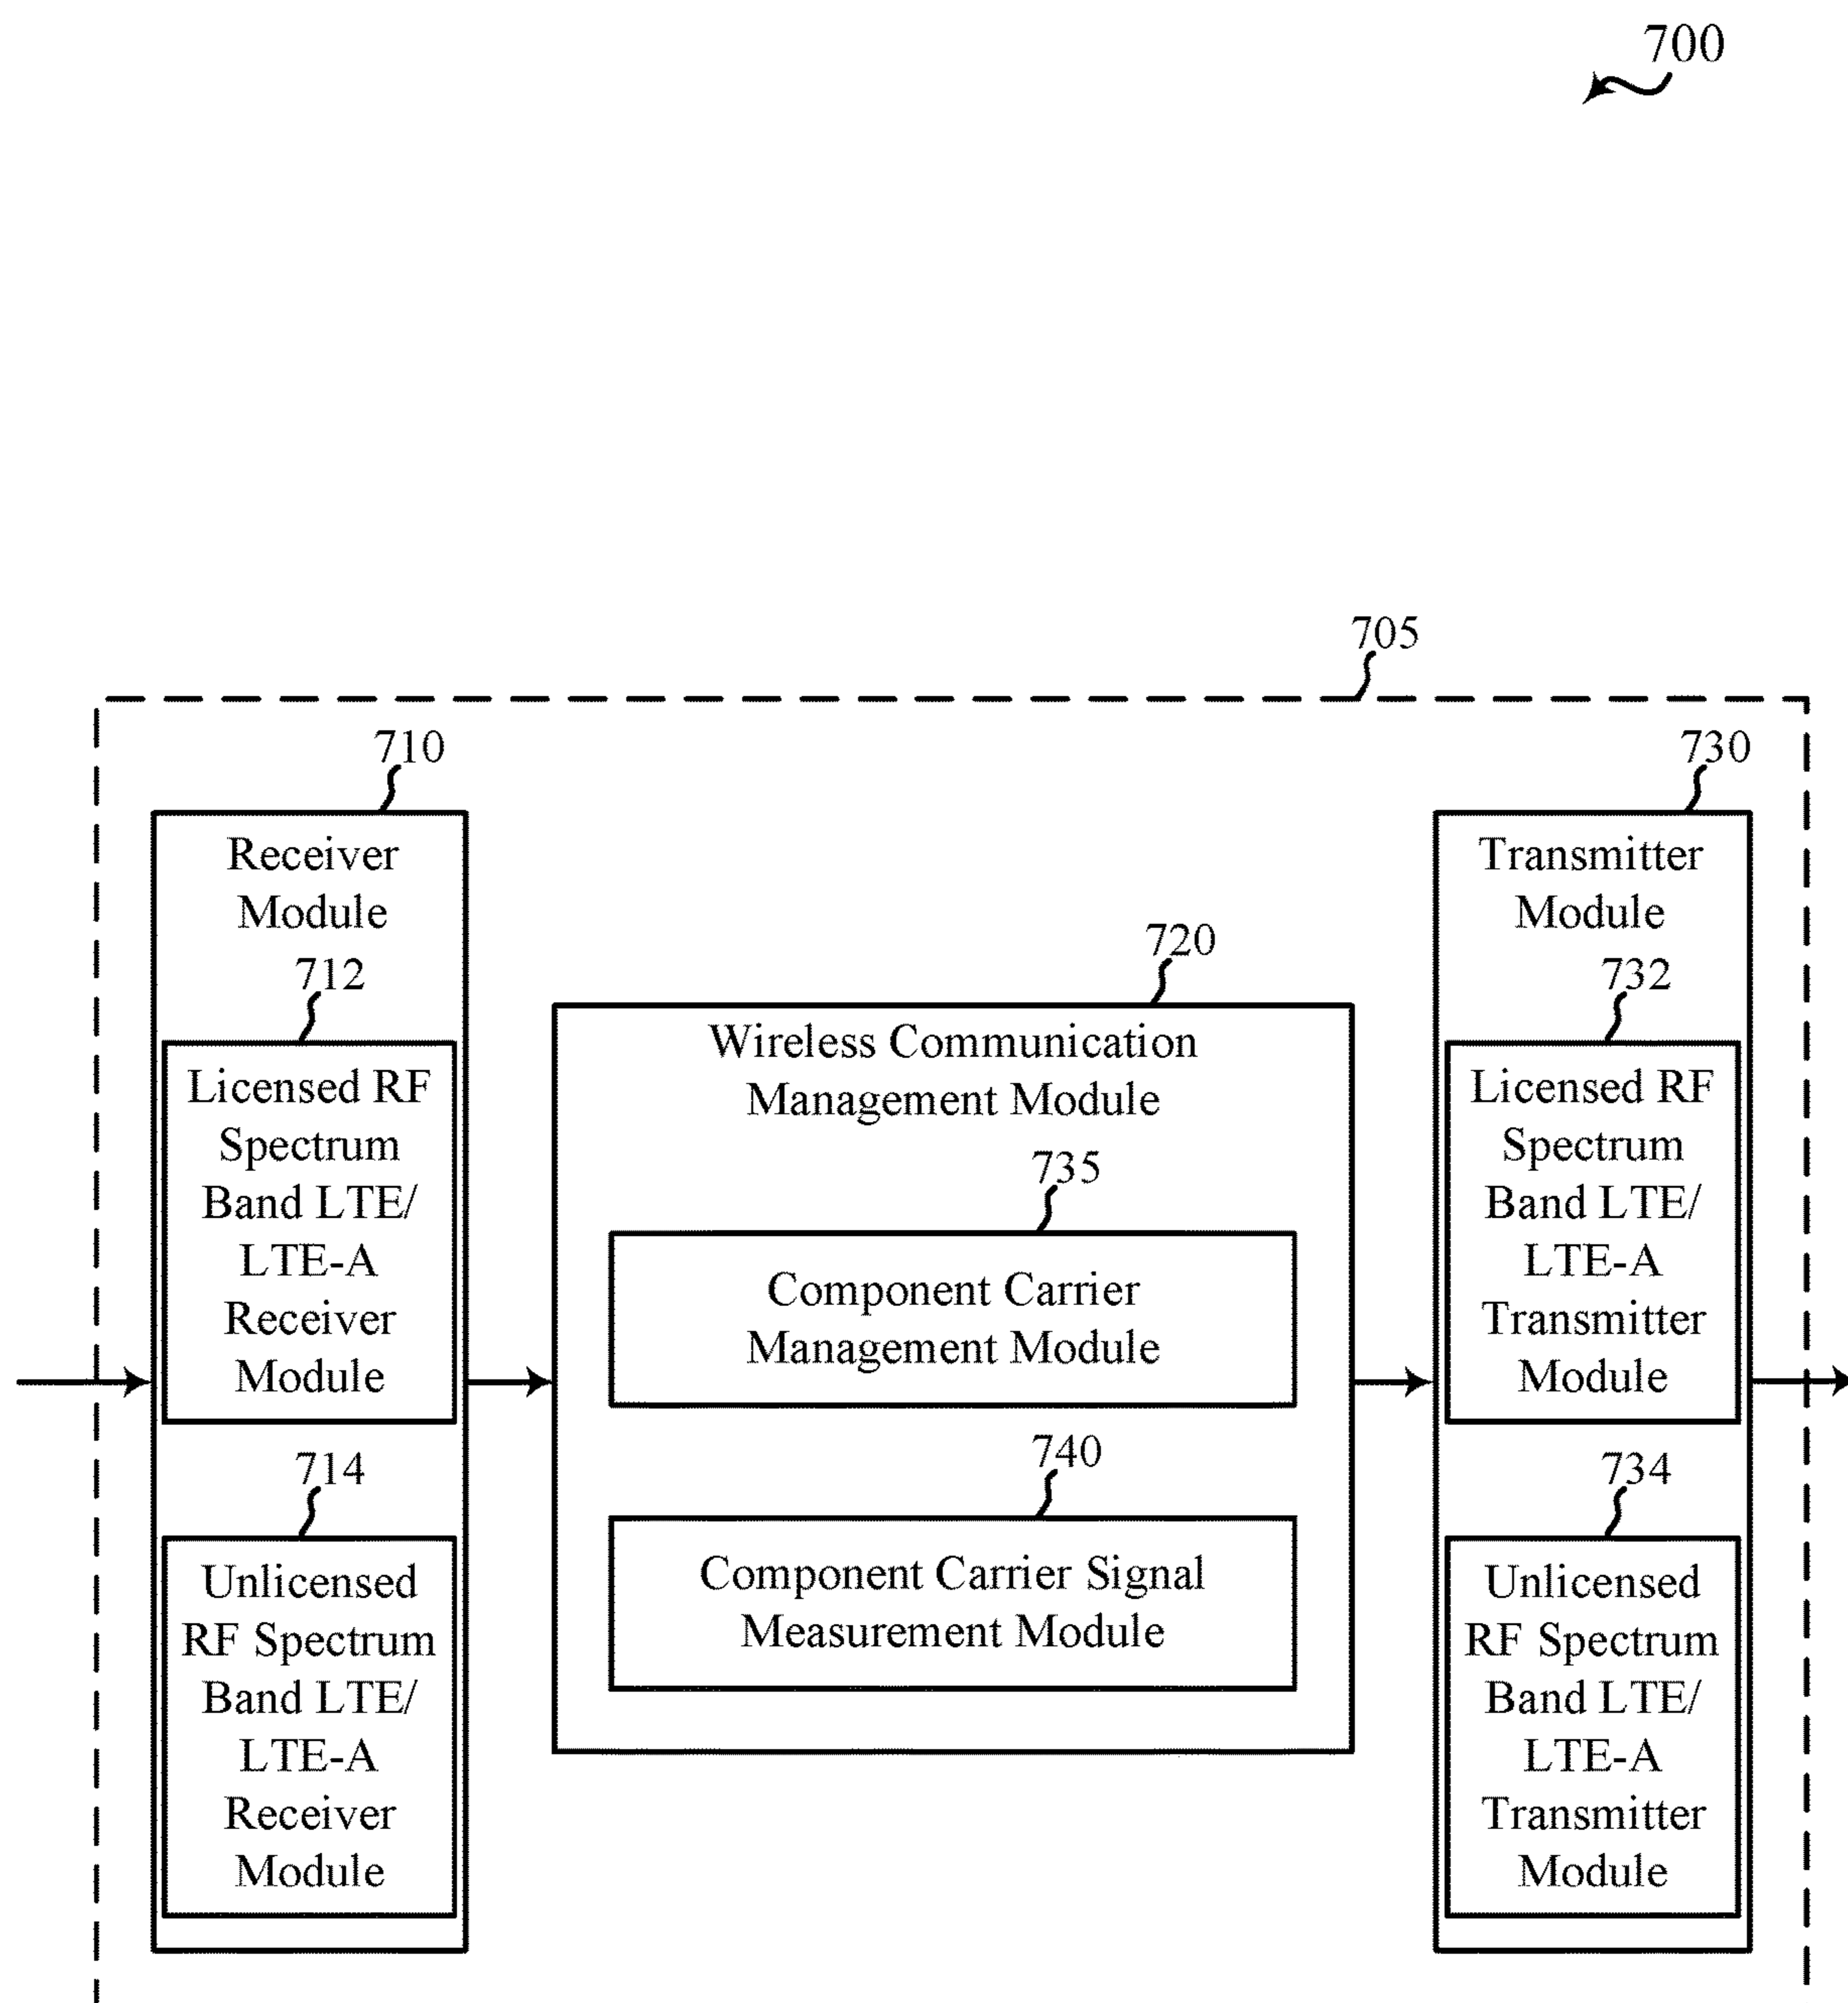 700
705
710
Receiver
Module
712
Licensed RF
Spectrum
Band LTE/
LTE-A
Receiver
Module
714
Unlicensed
RF Spectrum
Band LTE/
LTE-A
Receiver
Module
720
Wireless Communication
Management Module
735
Component Carrier
Management Module
740
Component Carrier Signal
Measurement Module
730
Transmitter
Module
732
Licensed RF
Spectrum
Band LTE/
LTE-A
Transmitter
Module
734
Unlicensed
RF Spectrum
Band LTE/
LTE-A
Transmitter
Module